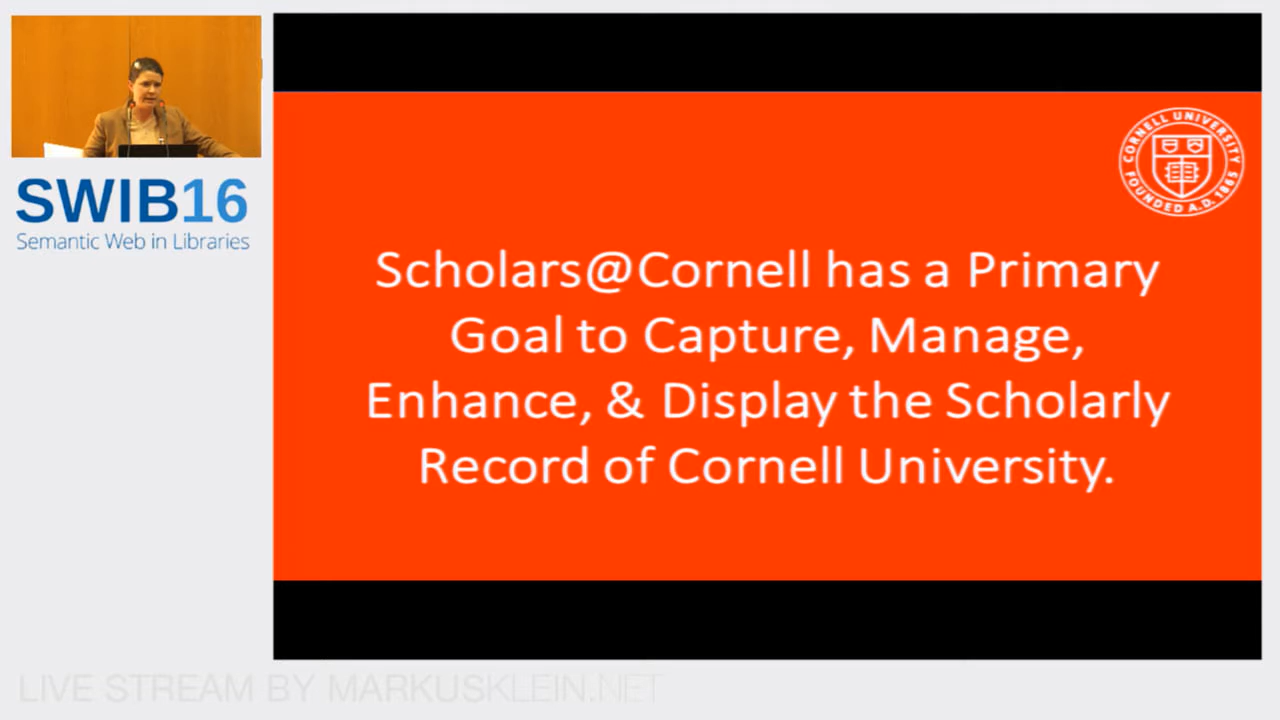 SWIB16
Semantic Web in Libraries
CORNELL UNIVERSITY
FOUNDED A.D. 1865
Scholars@Cornell has a Primary
Goal to Capture, Manage,
Enhance, & Display the Scholarly
Record of Cornell University.
LIVE STREAM BY MARKUSKLEIN.NET